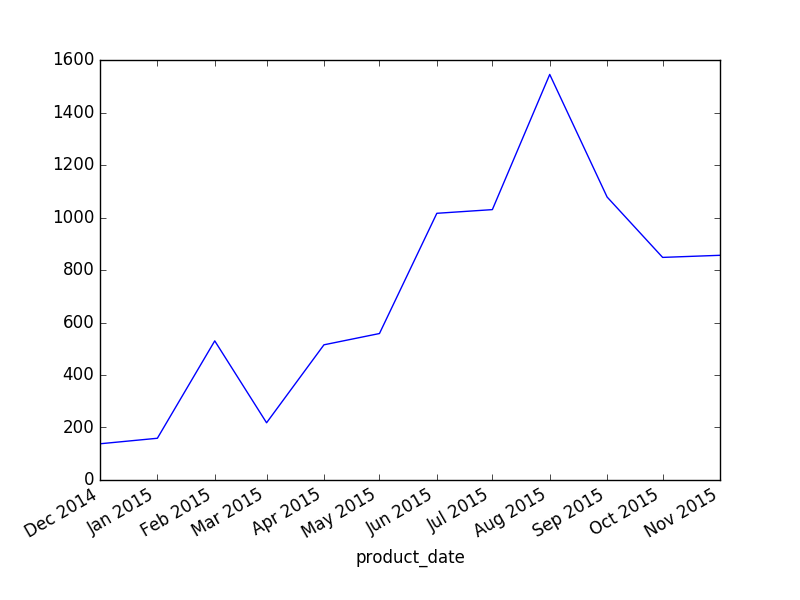 1600
1400
1200
1000
800
600
400
200
0
Dec 2014
Jan 2015
Feb 2015
Mar 2015
Apr 2015
May 2015
Jun 2015
Jul 2015
Aug 2015
Sep 2015
Oct 2015
Nov 2015
product_date